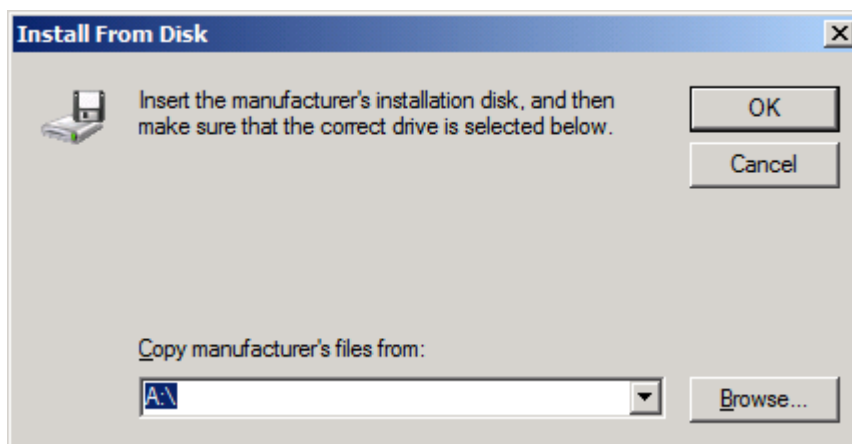 Install From Disk
Insert the manufacturer's installation disk, and then
make sure that the correct drive is selected below.
OK
Cancel
Copy manufacturer's files from:
A:\
Browse...